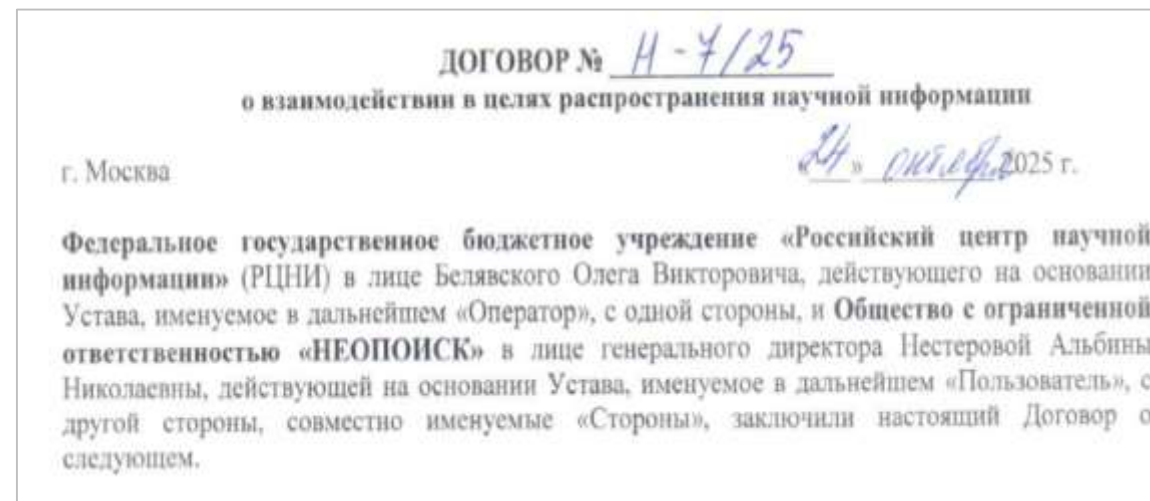 ДОГОВОР № Н - 7/25
о взаимодействии в целях распространения научной информации
г. Москва «24» октября 2025 г.
Федеральное государственное бюджетное учреждение «Российский центр научной
информации» (РЦНИ) в лице Белявского Олега Викторовича, действующего на основании
Устава, именуемое в дальнейшем «Оператор», с одной стороны, и Общество с ограниченной
ответственностью «НЕОПОИСК» в лице генерального директора Нестеровой Альбины
Николаевны, действующей на основании Устава, именуемое в дальнейшем «Пользователь», с
другой стороны, совместно именуемые «Стороны», заключили настоящий Договор о
следующем.